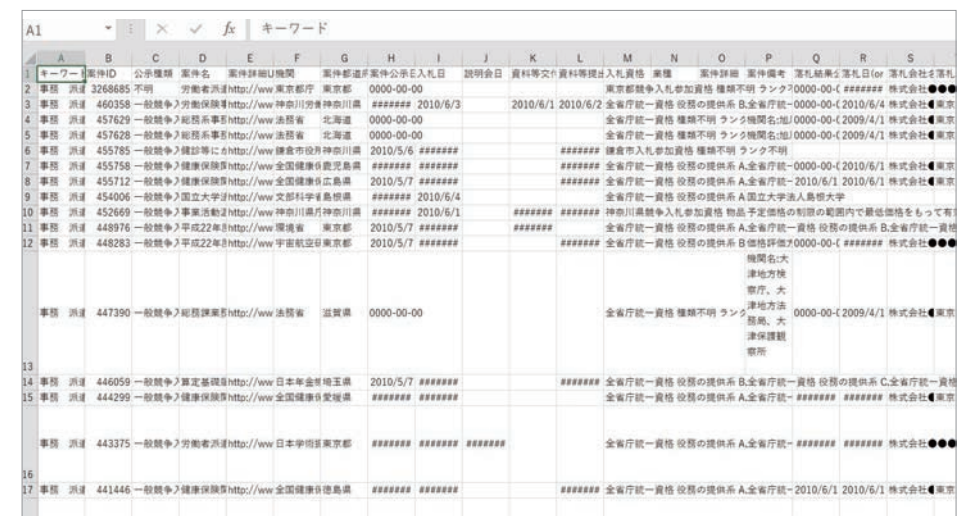 A1 fx キーワード
A B C D E F G H I J K L M N O P Q R S
1 キーワード 案件ID 公示種類 案件名 案件詳細U 機関 案件都道府 案件公示日 入札日 説明会日 資料等交付 資料等提出 入札資格 業種 案件詳細 案件備考 落札結果公 落札日(or 落札会社名 落札
2 事務 派遣 3268685 不明 労働者派遣 http://ww 東京都庁 東京都 0000-00-00 東京都競争入札参加資格 種類不明 ランク不 0000-00-( ####### 株式会社●●●
3 事務 派遣 460358 一般競争入 労働保険事 http://ww 神奈川労働 神奈川県 ####### 2010/6/3 2010/6/1 2010/6/2 全省庁統一資格 役務の提供系 B.全省庁統一 0000-00-( 2010/6/4 株式会社 東京
4 事務 派遣 457629 一般競争入 総務系事務 http://ww 法務省 北海道 0000-00-00 全省庁統一資格 種類不明 ランク 機関名:旭川 0000-00-( 2009/4/1 株式会社 東京
5 事務 派遣 457628 一般競争入 総務系事務 http://ww 法務省 北海道 0000-00-00 全省庁統一資格 種類不明 ランク 機関名:旭川 0000-00-( 2009/4/1 株式会社 東京
6 事務 派遣 455785 一般競争入 健診等に http://ww 鎌倉市役所 神奈川県 2010/5/6 ####### ####### 鎌倉市入札参加資格 種類不明 ランク不明
7 事務 派遣 455758 一般競争入 健康保険 http://ww 全国健康保 鹿児島県 ####### ####### ####### 全省庁統一資格 役務の提供系 A.全省庁統一 0000-00-( 2010/6/1 株式会社 東京
8 事務 派遣 455712 一般競争入 健康保険 http://ww 全国健康保 広島県 2010/5/7 ####### ####### 全省庁統一資格 役務の提供系 A.全省庁統一 2010/6/1 2010/6/1 株式会社 東京
9 事務 派遣 454006 一般競争入 国立大学法 http://ww 文部科学省 島根県 ####### 2010/6/4 全省庁統一資格 役務の提供系 A 国立大学法人島根大学
10 事務 派遣 452669 一般競争入 事業活動 http://ww 神奈川県庁 神奈川県 ####### 2010/6/1 ####### ####### 神奈川県競争入札参加資格 物品 予定価格の制限の範囲内で最低価格をもって有
11 事務 派遣 448976 一般競争入 平成22年 http://ww 環境省 東京都 2010/5/7 ####### ####### 全省庁統一資格 役務の提供系 A.全省庁統一資格 役務の提供系 B.全省庁統一資格
12 事務 派遣 448283 一般競争入 平成22年 http://ww 宇宙航空研 東京都 2010/5/7 ####### ####### 全省庁統一資格 役務の提供系 B 価格評価 0000-00-( ####### 株式会社●●●
13 事務 派遣 447390 一般競争入 総務課業務 http://ww 法務省 滋賀県 0000-00-00 全省庁統一資格 種類不明 ランク 機関名:大津地方検察庁、大津地方法務局、大津保護観察所 0000-00-( 2009/4/1 株式会社 東京
14 事務 派遣 446059 一般競争入 算定基礎届 http://ww 日本年金機 埼玉県 2010/5/7 ####### ####### 全省庁統一資格 役務の提供系 B.全省庁統一資格 役務の提供系 C.全省庁統一資格
15 事務 派遣 444299 一般競争入 健康保険 http://ww 全国健康保 愛媛県 ####### ####### 全省庁統一資格 役務の提供系 A.全省庁統一 ####### ####### 株式会社 東京
16 事務 派遣 443375 一般競争入 労働者派遣 http://ww 日本学術振 東京都 ####### ####### ####### 全省庁統一資格 役務の提供系 A.全省庁統一 ####### ####### 株式会社●●●
17 事務 派遣 441446 一般競争入 健康保険 http://ww 全国健康保 徳島県 ####### ####### ####### 全省庁統一資格 役務の提供系 A.全省庁統一 2010/6/1 2010/6/1 株式会社 東京